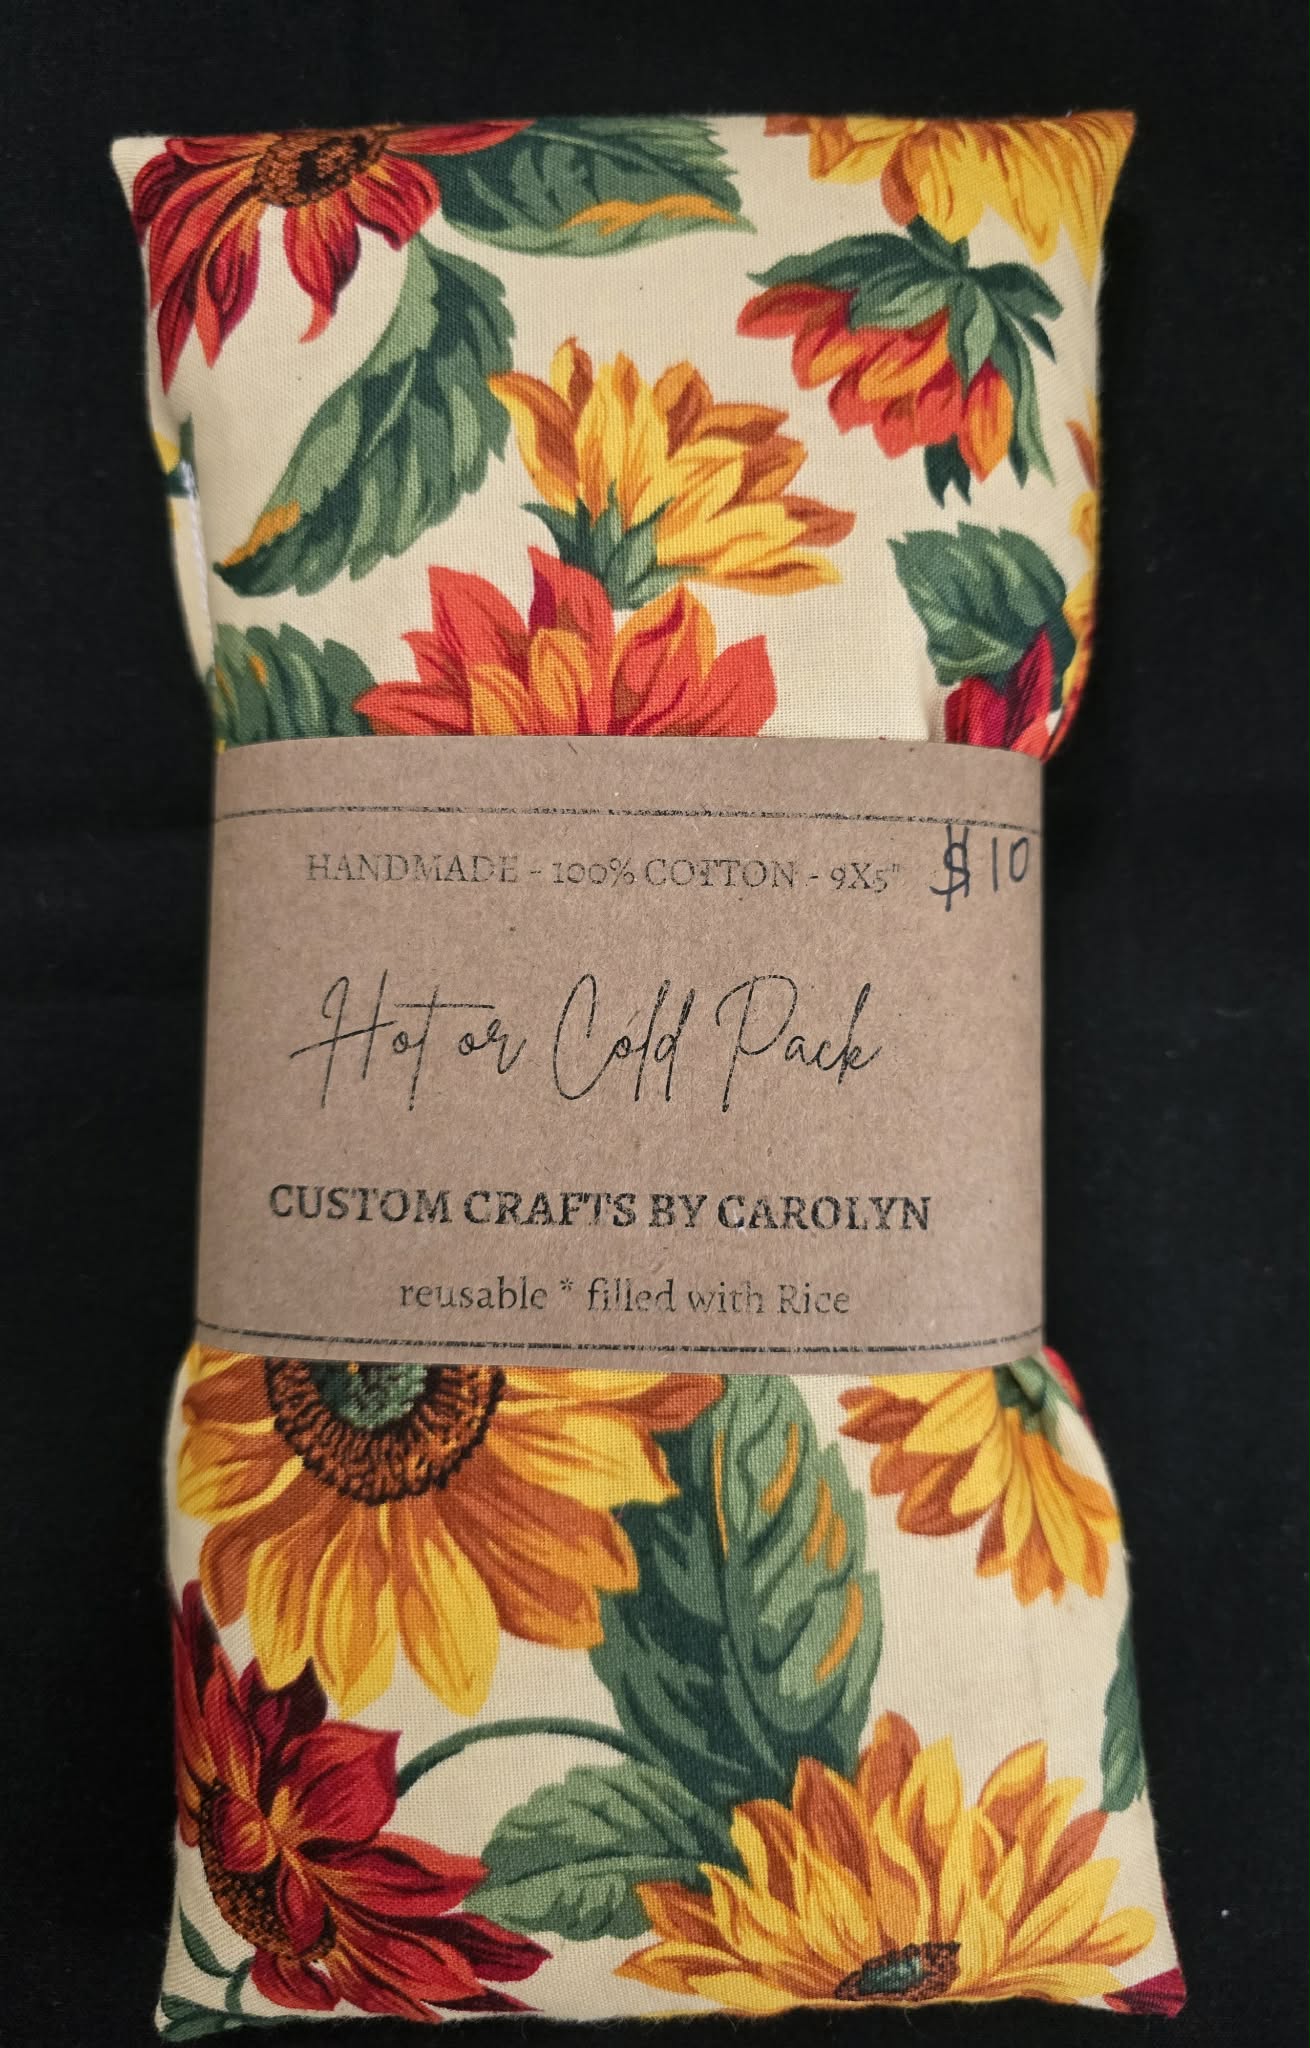 HANDMADE - 100% COTTON - 9X5" $10
Hot or Cold Pack
CUSTOM CRAFTS BY CAROLYN
reusable * filled with Rice